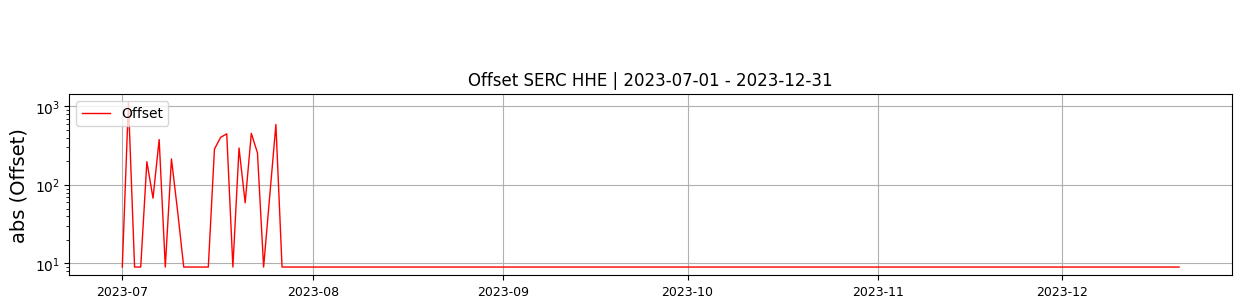 Offset SERC HHE | 2023-07-01 - 2023-12-31
abs (Offset)
10³
10²
10¹
Offset
2023-07 2023-08 2023-09 2023-10 2023-11 2023-12